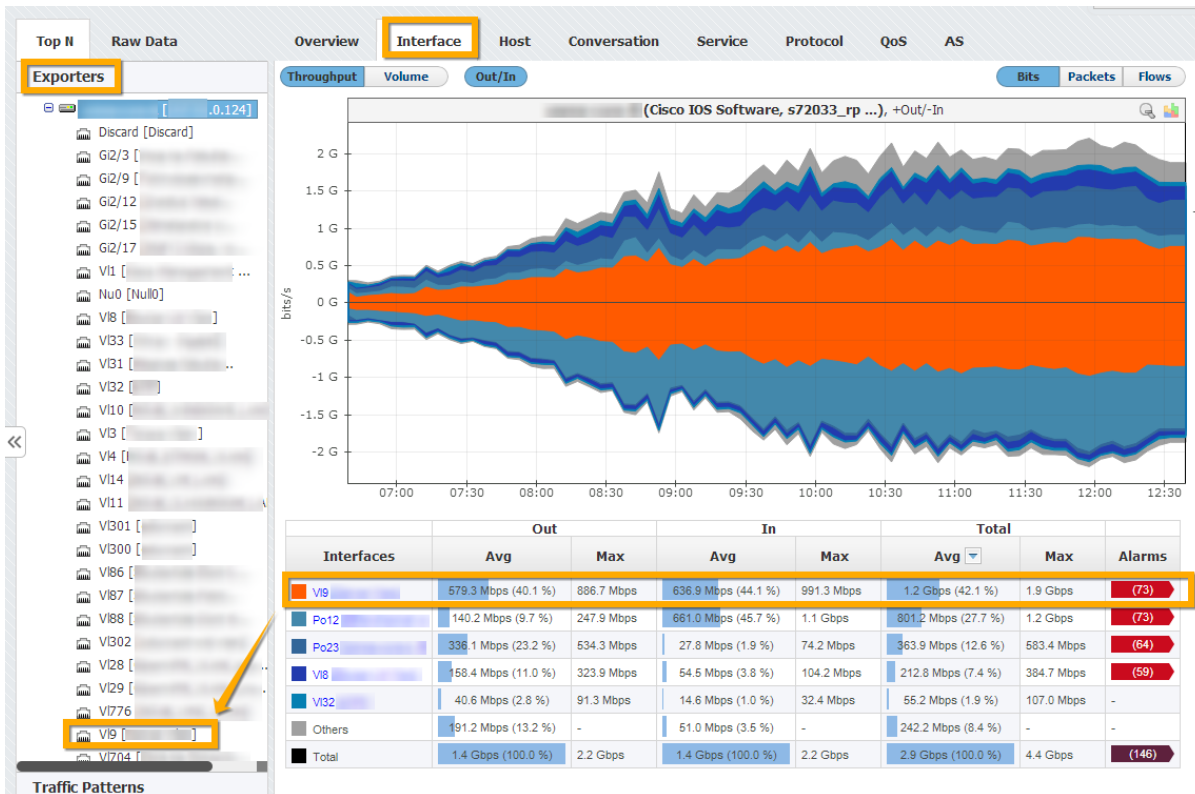 Top N Raw Data Overview Interface Host Conversation Service Protocol QoS AS
Exporters
Throughput Volume Out/In Bits Packets Flows
[ .0.124]
Discard [Discard]
Gi2/3 [
Gi2/9 [
Gi2/12
Gi2/15
Gi2/17
Vl1 [ ...
Nu0 [Null0]
Vl8 [ ]
Vl33 [
Vl31 [ ..
Vl32 [ ]
Vl10 [
Vl3 [ ]
Vl4 [
Vl14
Vl11
Vl301 [ ]
Vl300 [ ]
Vl86 [
Vl87 [
Vl88 [
Vl302
Vl28 [ ..
Vl29 [ .
Vl776
Vl9 [ ]
Vl704 [
Traffic Patterns
(Cisco IOS Software, s72033_rp ...), +Out/-In
bits/s
2 G
1.5 G
1 G
0.5 G
0 G
-0.5 G
-1 G
-1.5 G
-2 G
07:00 07:30 08:00 08:30 09:00 09:30 10:00 10:30 11:00 11:30 12:00 12:30
Out In Total
Interfaces Avg Max Avg Max Avg Max Alarms
Vl9 579.3 Mbps (40.1 %) 886.7 Mbps 636.9 Mbps (44.1 %) 991.3 Mbps 1.2 Gbps (42.1 %) 1.9 Gbps (73)
Po12 140.2 Mbps (9.7 %) 247.9 Mbps 661.0 Mbps (45.7 %) 1.1 Gbps 801.2 Mbps (27.7 %) 1.2 Gbps (73)
Po23 336.1 Mbps (23.2 %) 534.3 Mbps 27.8 Mbps (1.9 %) 74.2 Mbps 363.9 Mbps (12.6 %) 583.4 Mbps (64)
Vl8 158.4 Mbps (11.0 %) 323.9 Mbps 54.5 Mbps (3.8 %) 104.2 Mbps 212.8 Mbps (7.4 %) 384.7 Mbps (59)
Vl32 40.6 Mbps (2.8 %) 91.3 Mbps 14.6 Mbps (1.0 %) 32.4 Mbps 55.2 Mbps (1.9 %) 107.0 Mbps -
Others 191.2 Mbps (13.2 %) - 51.0 Mbps (3.5 %) - 242.2 Mbps (8.4 %) - -
Total 1.4 Gbps (100.0 %) 2.2 Gbps 1.4 Gbps (100.0 %) 2.2 Gbps 2.9 Gbps (100.0 %) 4.4 Gbps (146)